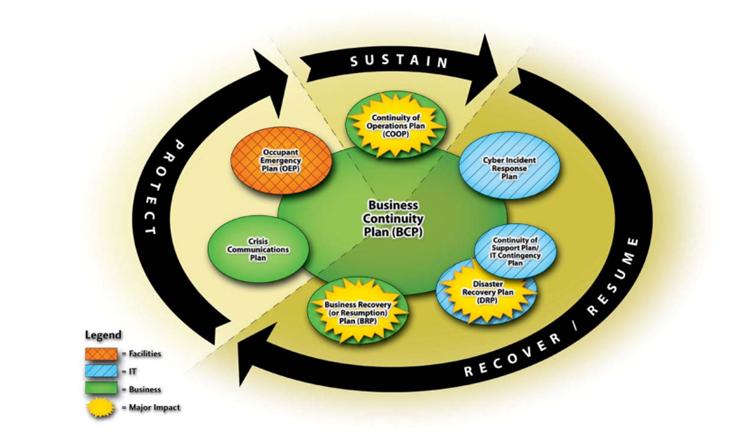 SUSTAIN
PROTECT
RECOVER / RESUME
Continuity of
Operations Plan
(COOP)
Occupant
Emergency
Plan (OEP)
Cyber Incident
Response
Plan
Business
Continuity
Plan (BCP)
Crisis
Communications
Plan
Continuity of
Support Plan/
IT Contingency
Plan
Disaster
Recovery Plan
(DRP)
Business Recovery
(or Resumption)
Plan (BRP)
Legend
= Facilities
= IT
= Business
= Major Impact